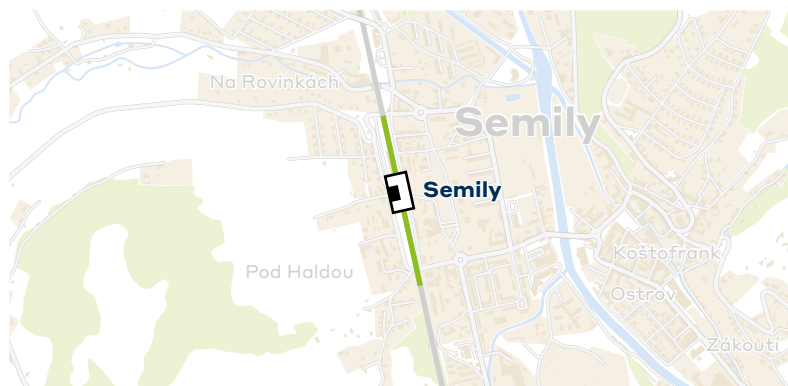 Na Rovinkách
Semily
Semily
Koštofrank
Pod Haldou
Ostrov
Zákoutí